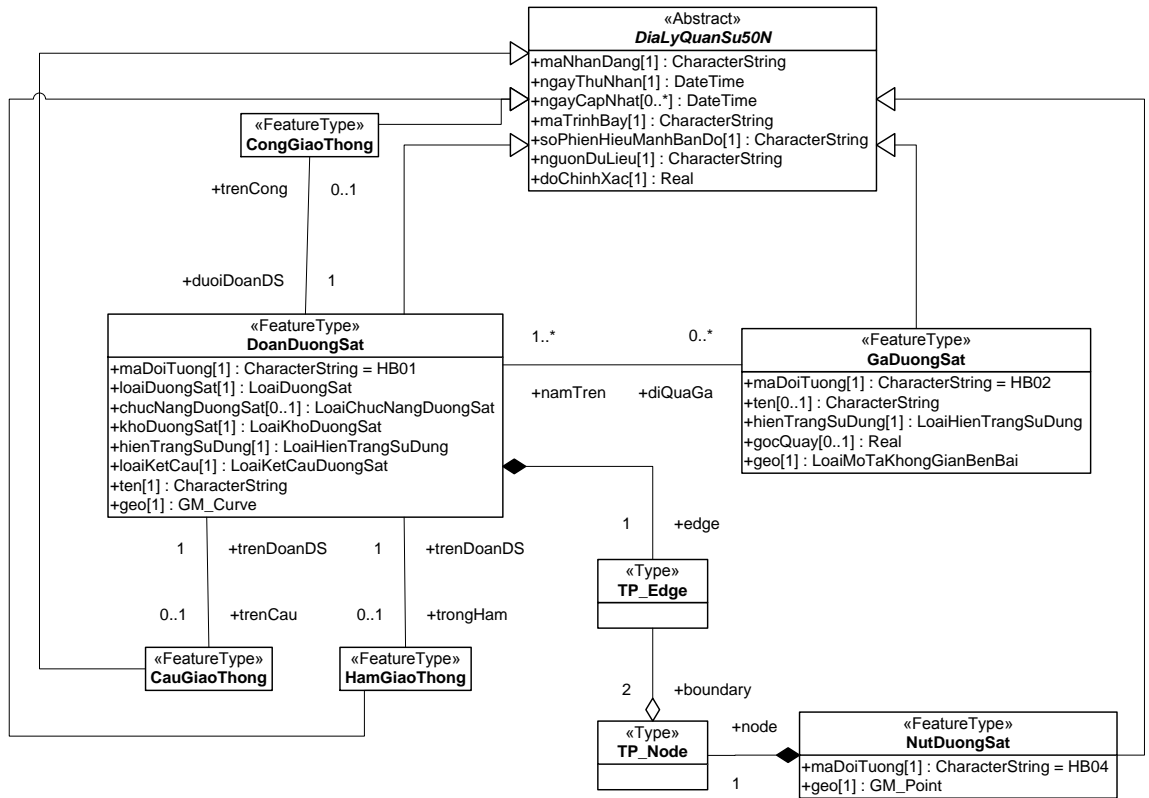 «Abstract»
DiaLyQuanSu50N
+maNhanDang[1] : CharacterString
+ngayThuNhan[1] : DateTime
+ngayCapNhat[0..*] : DateTime
+maTrinhBay[1] : CharacterString
+soPhienHieuManhBanDo[1] : CharacterString
+nguonDuLieu[1] : CharacterString
+doChinhXac[1] : Real
«FeatureType»
CongGiaoThong
+trenCong 0..1
+duoiDoanDS 1
«FeatureType»
DoanDuongSat
+maDoiTuong[1] : CharacterString = HB01
+loaiDuongSat[1] : LoaiDuongSat
+chucNangDuongSat[0..1] : LoaiChucNangDuongSat
+khoDuongSat[1] : LoaiKhoDuongSat
+hienTrangSuDung[1] : LoaiHienTrangSuDung
+loaiKetCau[1] : LoaiKetCauDuongSat
+ten[1] : CharacterString
+geo[1] : GM_Curve
1..* 0..*
+namTren +diQuaGa
«FeatureType»
GaDuongSat
+maDoiTuong[1] : CharacterString = HB02
+ten[0..1] : CharacterString
+hienTrangSuDung[1] : LoaiHienTrangSuDung
+gocQuay[0..1] : Real
+geo[1] : LoaiMoTaKhongGianBenBai
1 +trenDoanDS 1 +trenDoanDS
0..1 +trenCau 0..1 +trongHam
«FeatureType»
CauGiaoThong
«FeatureType»
HamGiaoThong
1 +edge
«Type»
TP_Edge
2 +boundary
«Type»
TP_Node
+node
1
«FeatureType»
NutDuongSat
+maDoiTuong[1] : CharacterString = HB04
+geo[1] : GM_Point